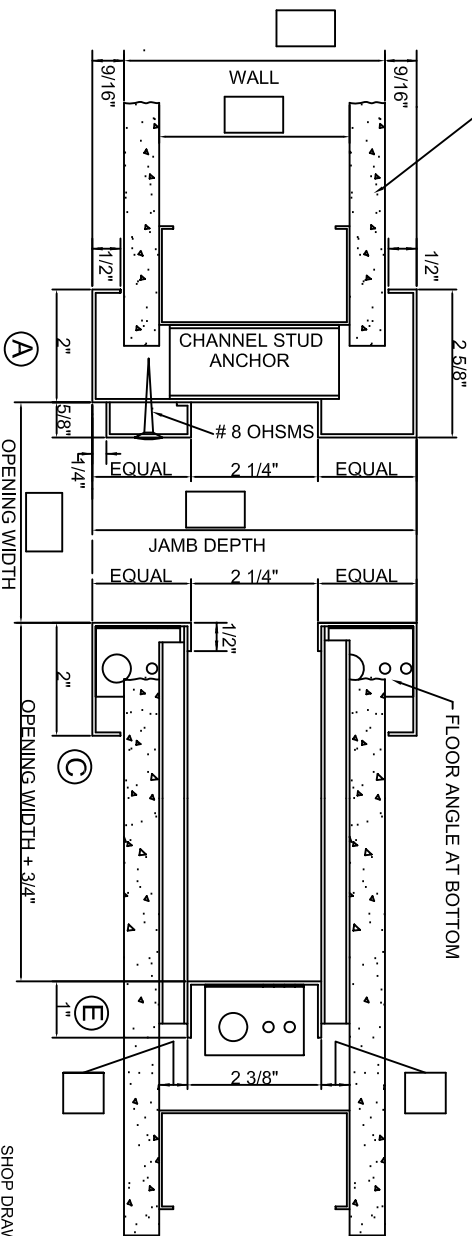 9/16"
WALL
9/16"
1/2"
1/2"
2 5/8"
CHANNEL STUD
ANCHOR
2"
A
5/8"
# 8 OHSMS
1/4"
EQUAL
2 1/4"
EQUAL
OPENING WIDTH
JAMB DEPTH
EQUAL
2 1/4"
EQUAL
1/2"
2"
C
FLOOR ANGLE AT BOTTOM
OPENING WIDTH + 3/4"
1"
E
2 3/8"
SHOP DRAW